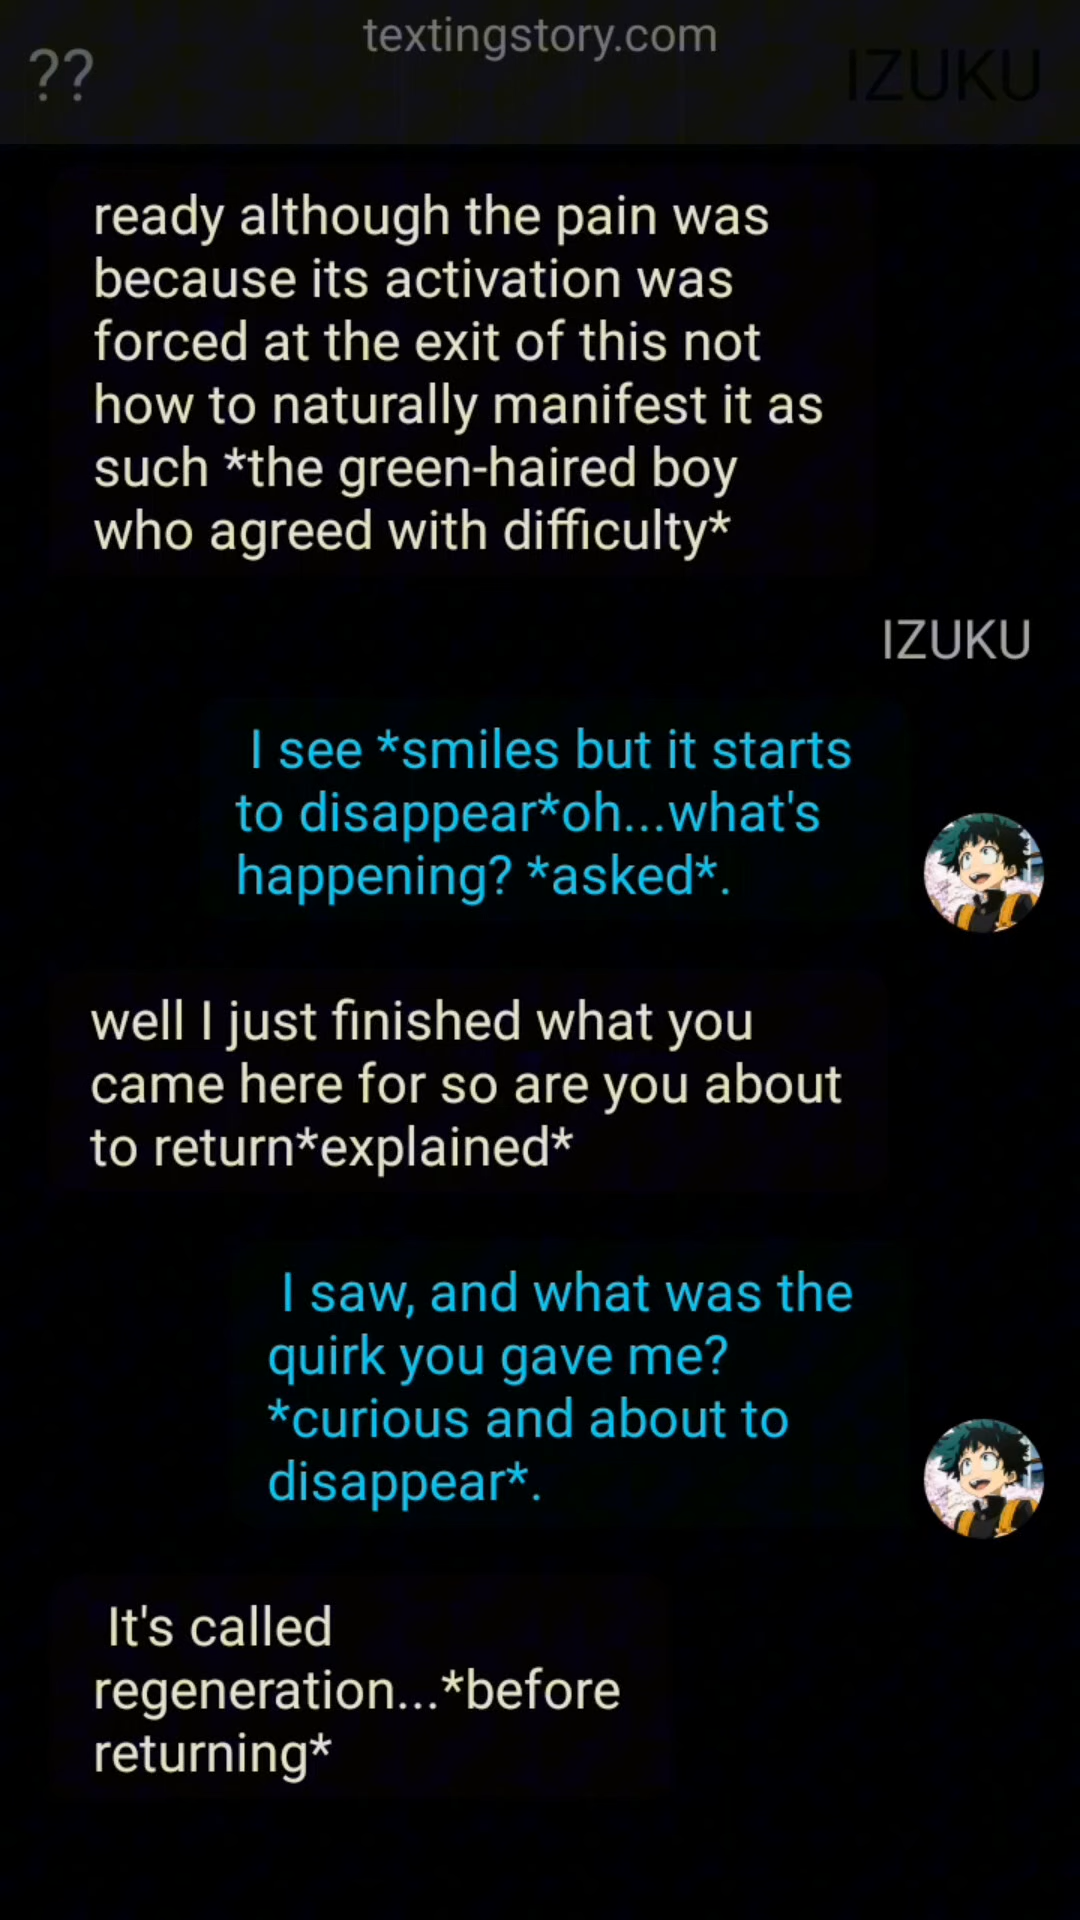 textingstory.com
??
IZUKU
ready although the pain was
because its activation was
forced at the exit of this not
how to naturally manifest it as
such *the green-haired boy
who agreed with difficulty*
IZUKU
I see *smiles but it starts
to disappear*oh...what's
happening? *asked*.
well I just finished what you
came here for so are you about
to return*explained*
I saw, and what was the
quirk you gave me?
*curious and about to
disappear*.
It's called
regeneration...*before
returning*